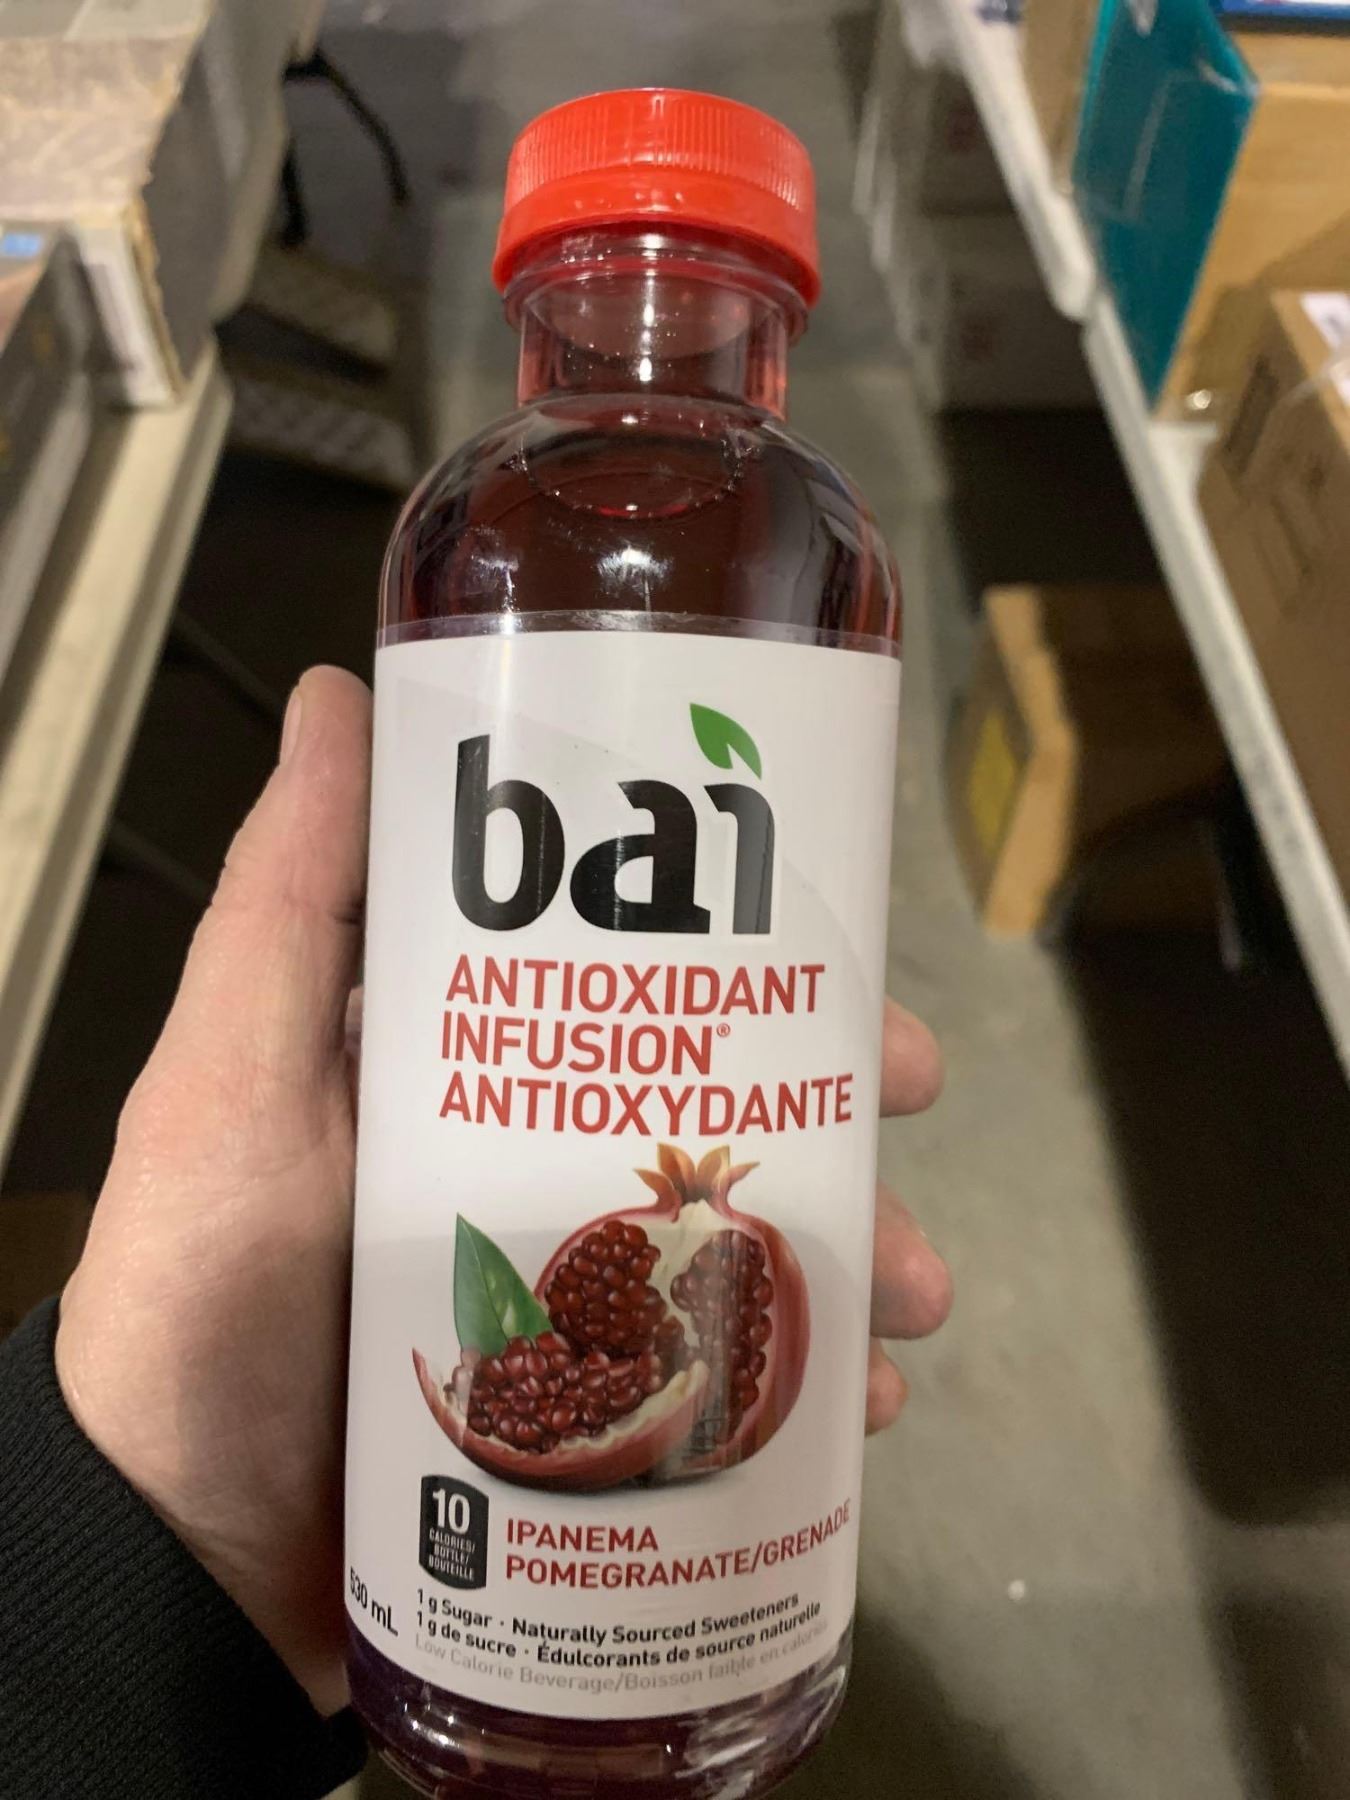 bai
ANTIOXIDANT
INFUSION®
ANTIOXYDANTE
10
CALORIES/
BOTTLE/
BOUTEILLE
IPANEMA
POMEGRANATE/GRENADE
530 mL
1 g Sugar · Naturally Sourced Sweeteners
1 g de sucre · Édulcorants de source naturelle
Low Calorie Beverage/Boisson faible en calories